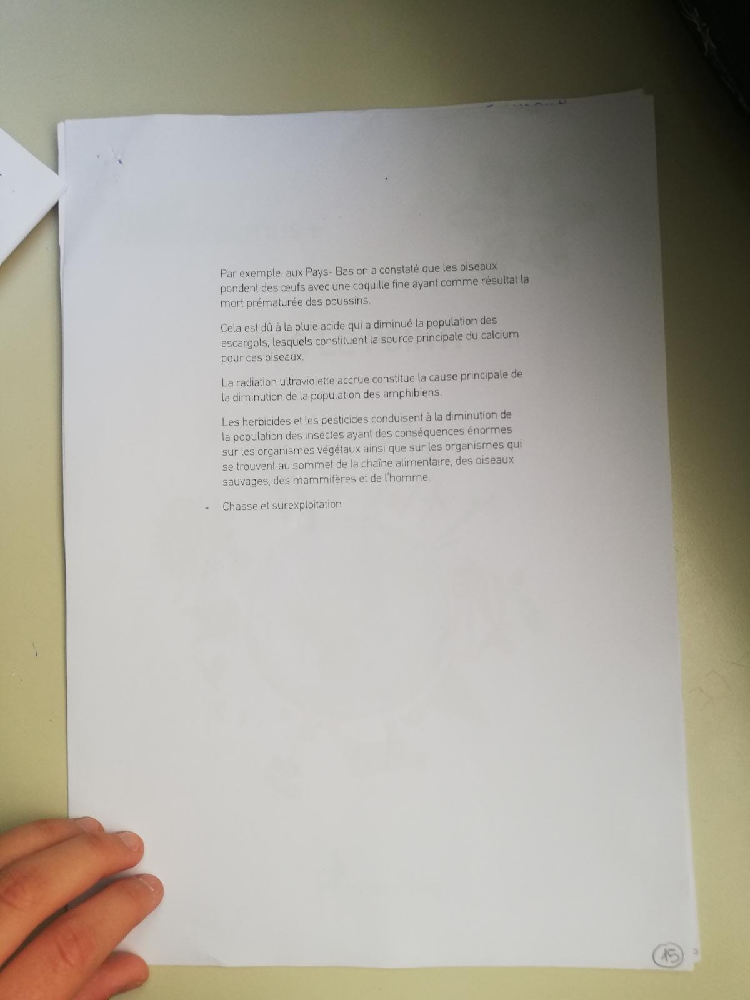 Par exemple: aux Pays- Bas on a constaté que les oiseaux
pondent des œufs avec une coquille fine ayant comme résultat la
mort prématurée des poussins.
Cela est dû à la pluie acide qui a diminué la population des
escargots, lesquels constituent la source principale du calcium
pour ces oiseaux.
La radiation ultraviolette accrue constitue la cause principale de
la diminution de la population des amphibiens.
Les herbicides et les pesticides conduisent à la diminution de
la population des insectes ayant des conséquences énormes
sur les organismes végétaux ainsi que sur les organismes qui
se trouvent au sommet de la chaîne alimentaire, des oiseaux
sauvages, des mammifères et de l'homme.
- Chasse et surexploitation
15